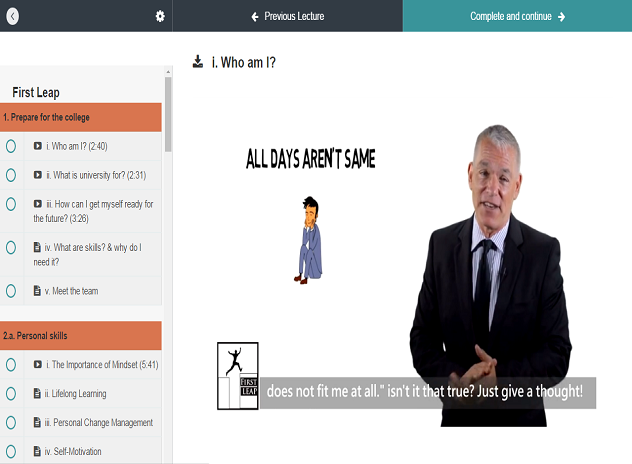 Previous Lecture
Complete and continue
i. Who am I?
First Leap
1. Prepare for the college
i. Who am I? (2:40)
ii. What is university for? (2:31)
iii. How can I get myself ready for
the future? (3:26)
iv. What are skills? & why do I
need it?
v. Meet the team
2.a. Personal skills
i. The Importance of Mindset (5:41)
ii. Lifelong Learning
iii. Personal Change Management
iv. Self-Motivation
ALL DAYS AREN'T SAME
FIRST
LEAP
does not fit me at all." isn't it that true? Just give a thought!